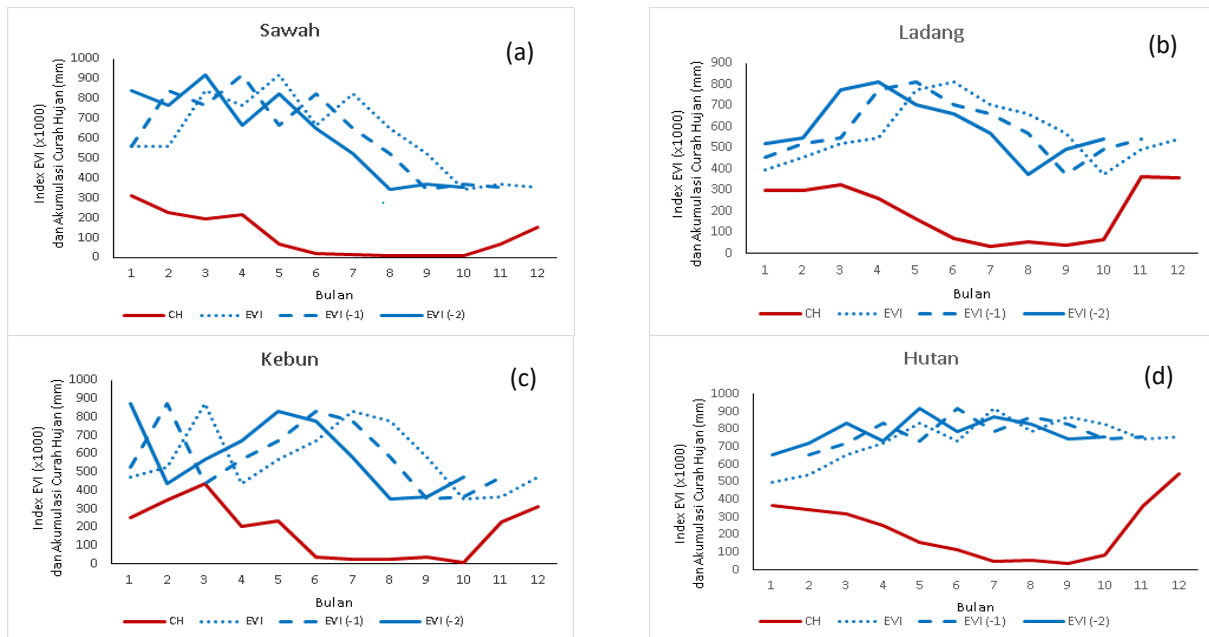 Sawah
(a)
Index EVI (x1000)
dan Akumulasi Curah Hujan (mm)
1000
900
800
700
600
500
400
300
200
100
0
1 2 3 4 5 6 7 8 9 10 11 12
Bulan
CH EVI EVI (-1) EVI (-2)
Ladang
(b)
Index EVI (x1000)
dan Akumulasi Curah Hujan (mm)
900
800
700
600
500
400
300
200
100
0
1 2 3 4 5 6 7 8 9 10 11 12
Bulan
CH EVI EVI (-1) EVI (-2)
Kebun
(c)
Index EVI (x1000)
dan Akumulasi Curah Hujan (mm)
1000
900
800
700
600
500
400
300
200
100
0
1 2 3 4 5 6 7 8 9 10 11 12
Bulan
CH EVI EVI (-1) EVI (-2)
Hutan
(d)
Index EVI (x1000)
dan Akumulasi Curah Hujan (mm)
1000
900
800
700
600
500
400
300
200
100
0
1 2 3 4 5 6 7 8 9 10 11 12
Bulan
CH EVI EVI (-1) EVI (-2)